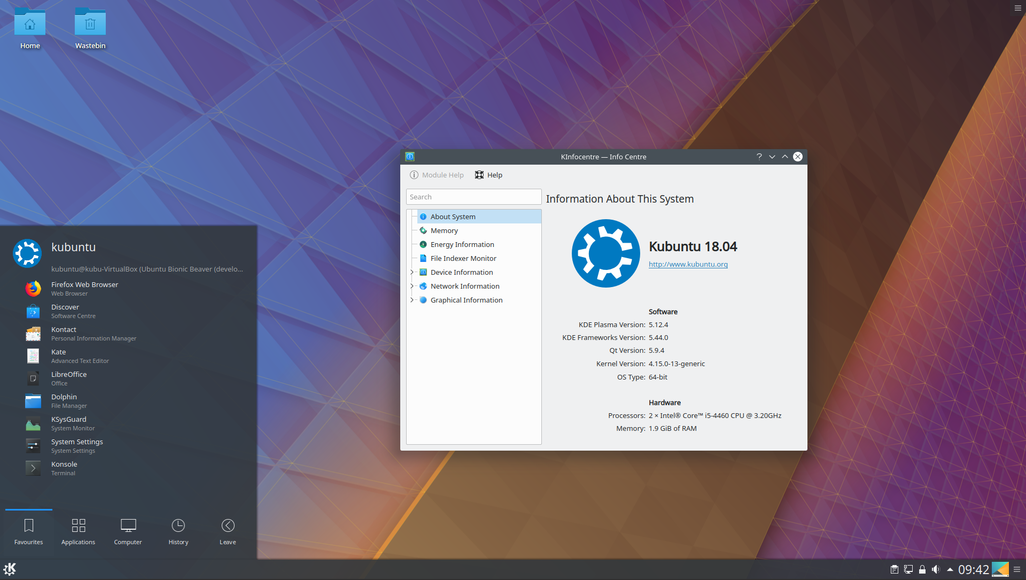 Home
Wastebin
KInfocentre — Info Centre
Module Help
Help
Search
About System
Memory
Energy Information
File Indexer Monitor
Device Information
Network Information
Graphical Information
Information About This System
Kubuntu 18.04
http://www.kubuntu.org
Software
KDE Plasma Version: 5.12.4
KDE Frameworks Version: 5.44.0
Qt Version: 5.9.4
Kernel Version: 4.15.0-13-generic
OS Type: 64-bit
Hardware
Processors: 2 × Intel® Core™ i5-4460 CPU @ 3.20GHz
Memory: 1.9 GiB of RAM
kubuntu
kubuntu@kubu-VirtualBox (Ubuntu Bionic Beaver (develo...
Firefox Web Browser
Web Browser
Discover
Software Centre
Kontact
Personal Information Manager
Kate
Advanced Text Editor
LibreOffice
Office
Dolphin
File Manager
KSysGuard
System Monitor
System Settings
System Settings
Konsole
Terminal
Favourites
Applications
Computer
History
Leave
09:42